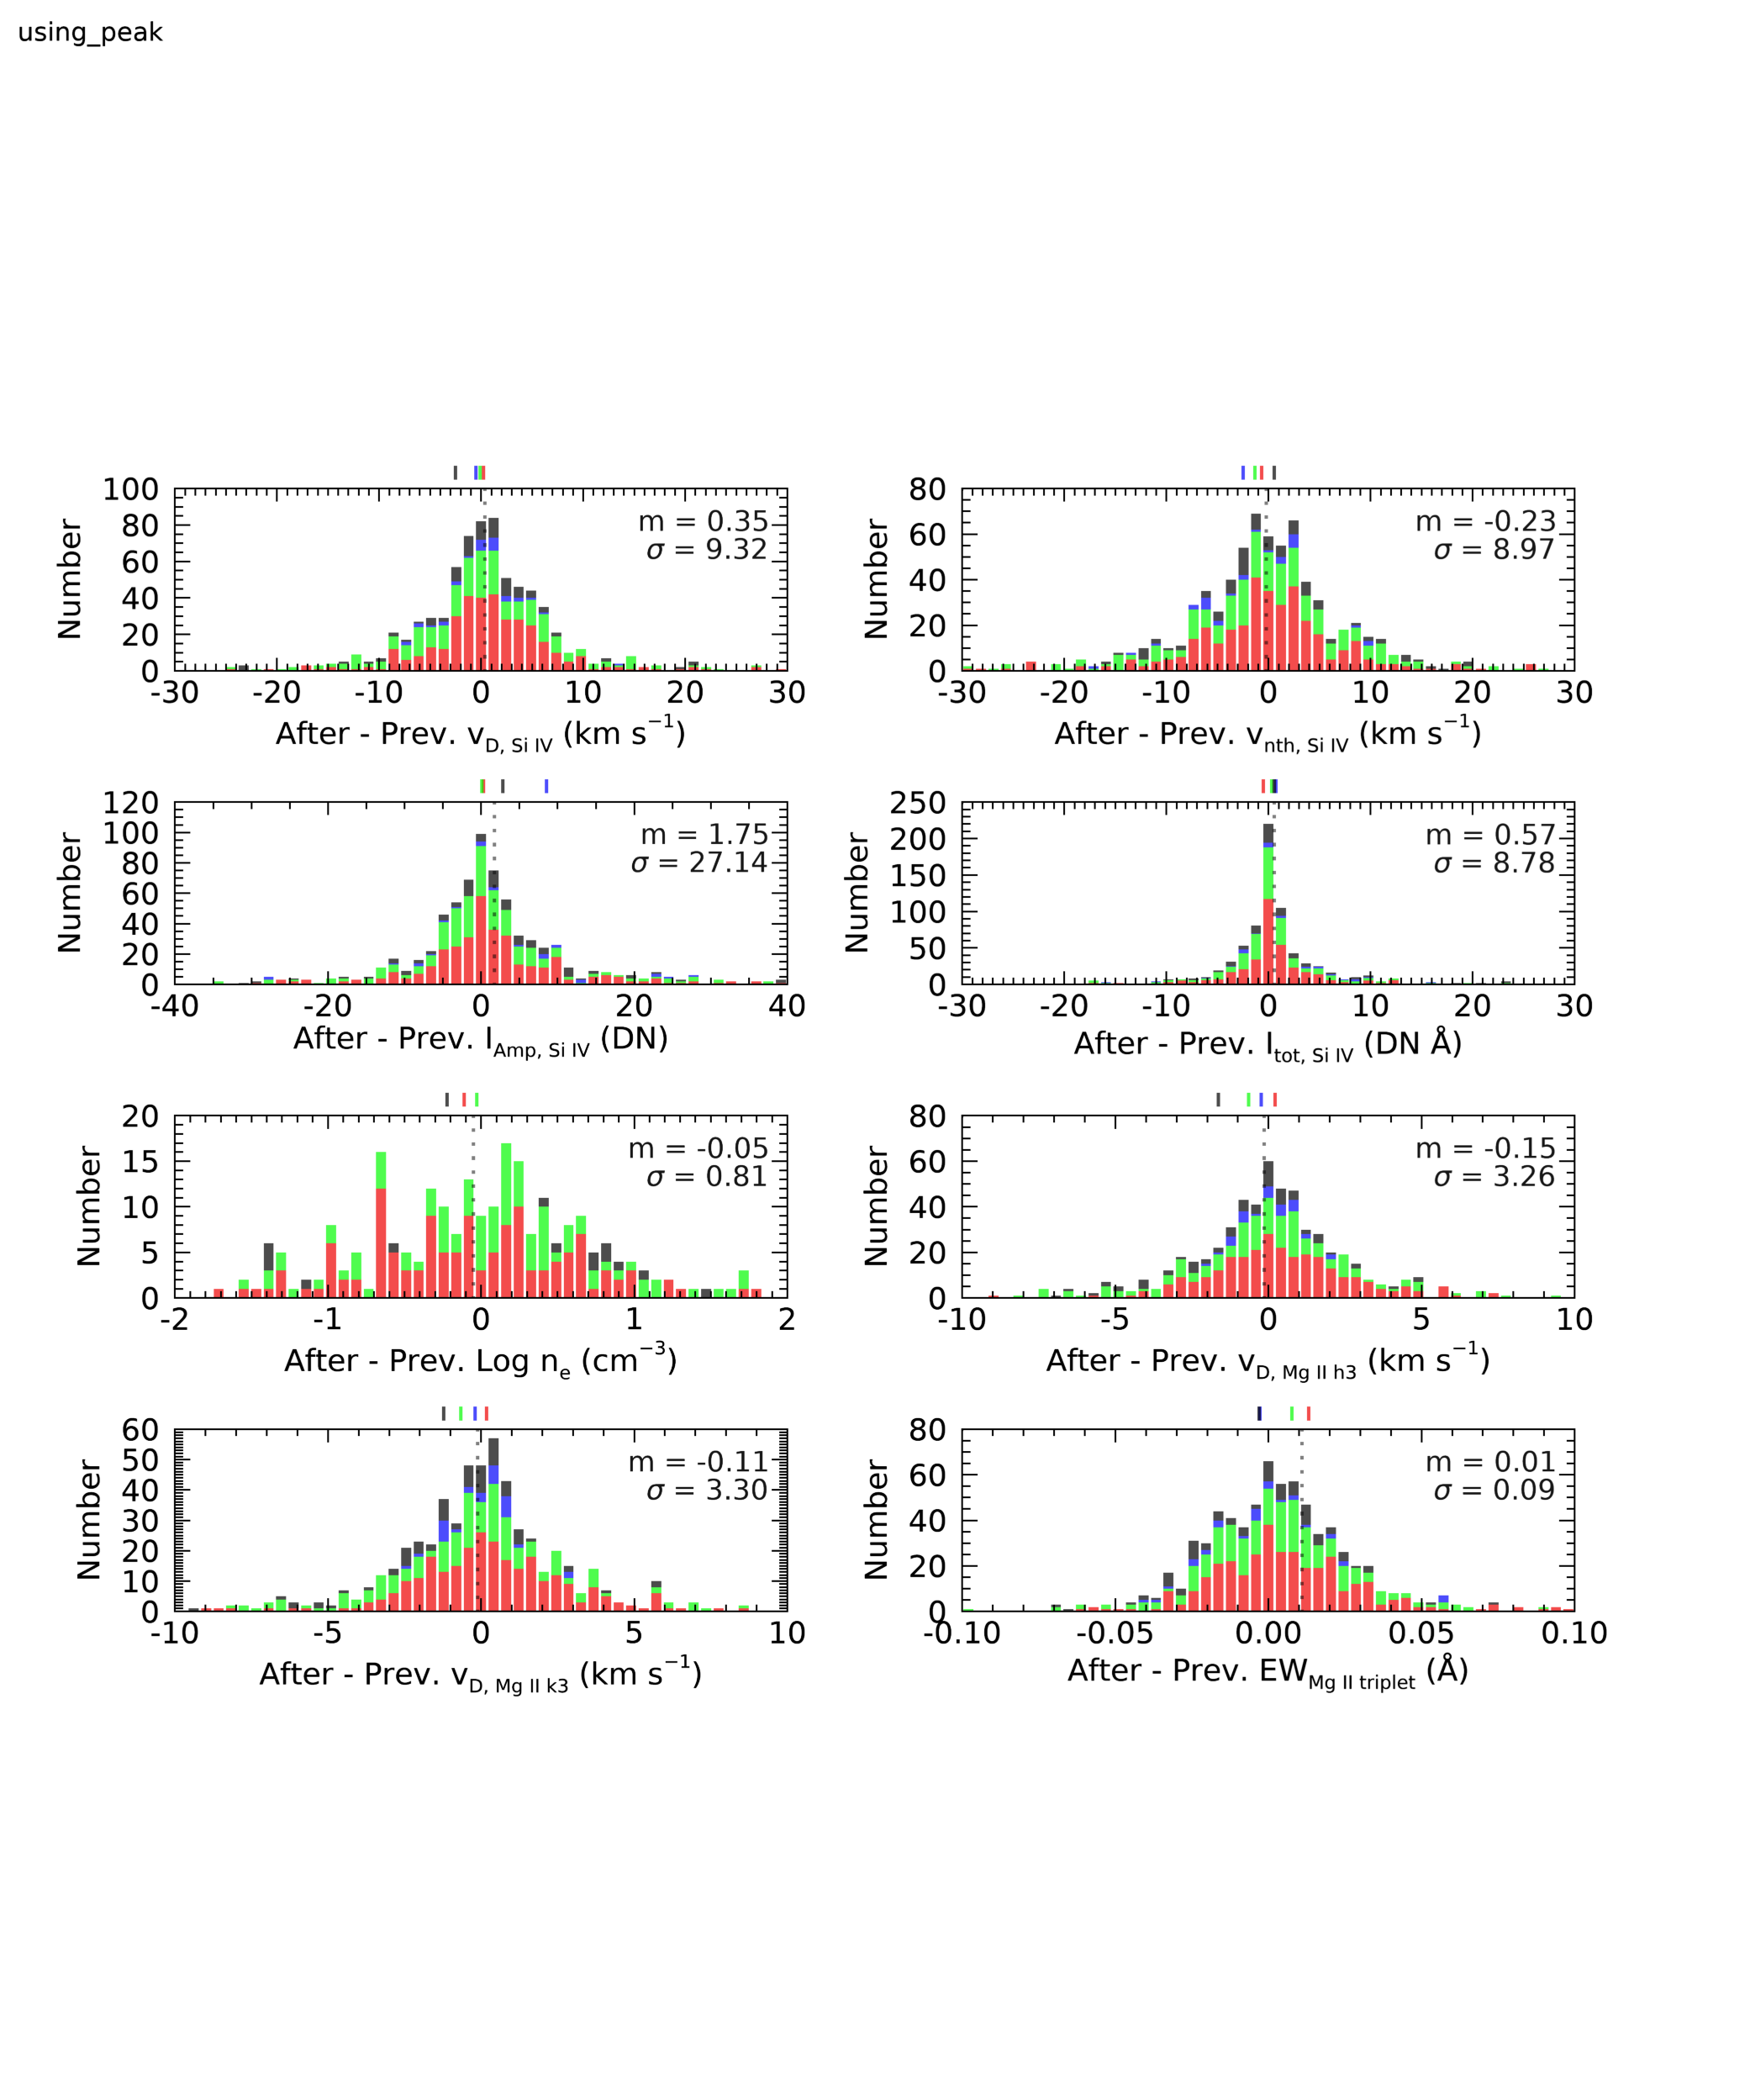 using_peak
100
80
60
40
20
0
Number
m = 0.35
σ = 9.32
-30 -20 -10 0 10 20 30
After - Prev. v_D, Si IV (km s⁻¹)
80
60
40
20
0
Number
m = -0.23
σ = 8.97
-30 -20 -10 0 10 20 30
After - Prev. v_nth, Si IV (km s⁻¹)
120
100
80
60
40
20
0
Number
m = 1.75
σ = 27.14
-40 -20 0 20 40
After - Prev. I_Amp, Si IV (DN)
250
200
150
100
50
0
Number
m = 0.57
σ = 8.78
-30 -20 -10 0 10 20 30
After - Prev. I_tot, Si IV (DN Å)
20
15
10
5
0
Number
m = -0.05
σ = 0.81
-2 -1 0 1 2
After - Prev. Log n_e (cm⁻³)
80
60
40
20
0
Number
m = -0.15
σ = 3.26
-10 -5 0 5 10
After - Prev. v_D, Mg II h3 (km s⁻¹)
60
50
40
30
20
10
0
Number
m = -0.11
σ = 3.30
-10 -5 0 5 10
After - Prev. v_D, Mg II k3 (km s⁻¹)
80
60
40
20
0
Number
m = 0.01
σ = 0.09
-0.10 -0.05 0.00 0.05 0.10
After - Prev. EW_Mg II triplet (Å)